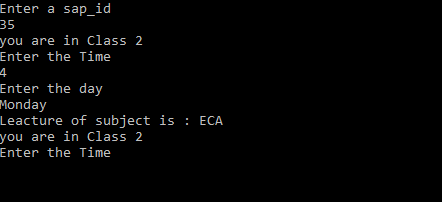 Enter a sap_id
35
you are in Class 2
Enter the Time
4
Enter the day
Monday
Leacture of subject is : ECA
you are in Class 2
Enter the Time